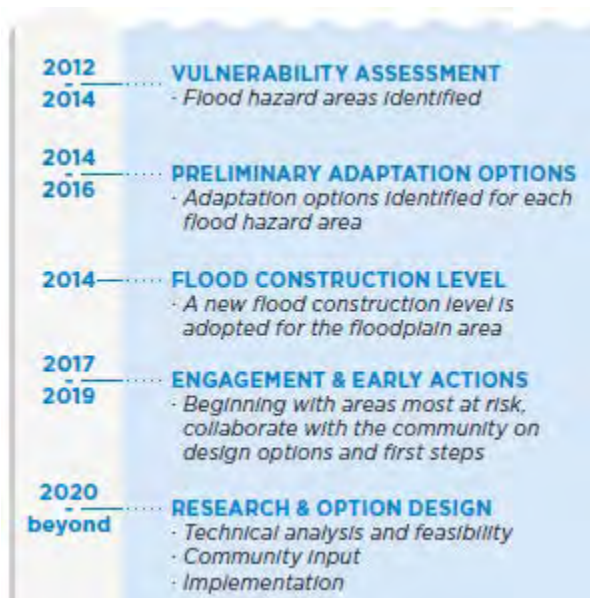 2012
-
2014
VULNERABILITY ASSESSMENT
· Flood hazard areas identified
2014
-
2016
PRELIMINARY ADAPTATION OPTIONS
· Adaptation options identified for each
flood hazard area
2014
FLOOD CONSTRUCTION LEVEL
· A new flood construction level is
adopted for the floodplain area
2017
-
2019
ENGAGEMENT & EARLY ACTIONS
· Beginning with areas most at risk,
collaborate with the community on
design options and first steps
2020
-
beyond
RESEARCH & OPTION DESIGN
· Technical analysis and feasibility
· Community input
· Implementation